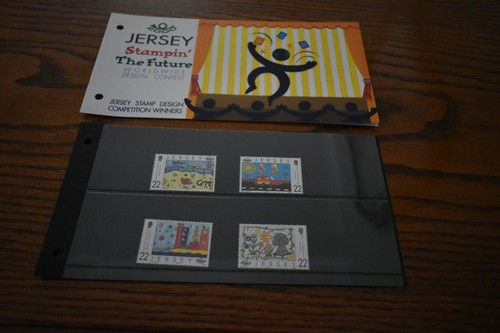 JERSEY
Stampin'
The Future
WORLDWIDE
DESIGN CONTEST
JERSEY STAMP DESIGN
COMPETITION WINNERS
JERSEY
22
JERSEY
22
22
JERSEY
JERSEY
22